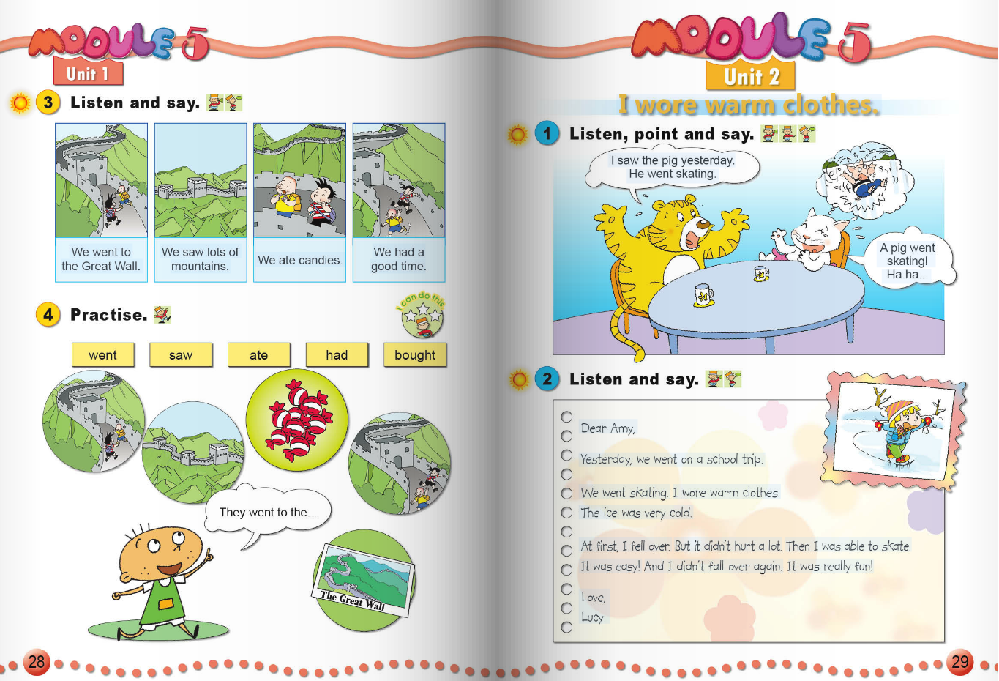 MODULE 5
Unit 1
3 Listen and say.
We went to
the Great Wall.
We saw lots of
mountains.
We ate candies.
We had a
good time.
4 Practise.
I can do this
went
saw
ate
had
bought
They went to the...
The Great Wall
28
MODULE 5
Unit 2
I wore warm clothes.
1 Listen, point and say.
I saw the pig yesterday.
He went skating.
A pig went
skating!
Ha ha...
2 Listen and say.
Dear Amy,
Yesterday, we went on a school trip.
We went skating. I wore warm clothes.
The ice was very cold.
At first, I fell over. But it didn't hurt a lot. Then I was able to skate.
It was easy! And I didn't fall over again. It was really fun!
Love,
Lucy
29